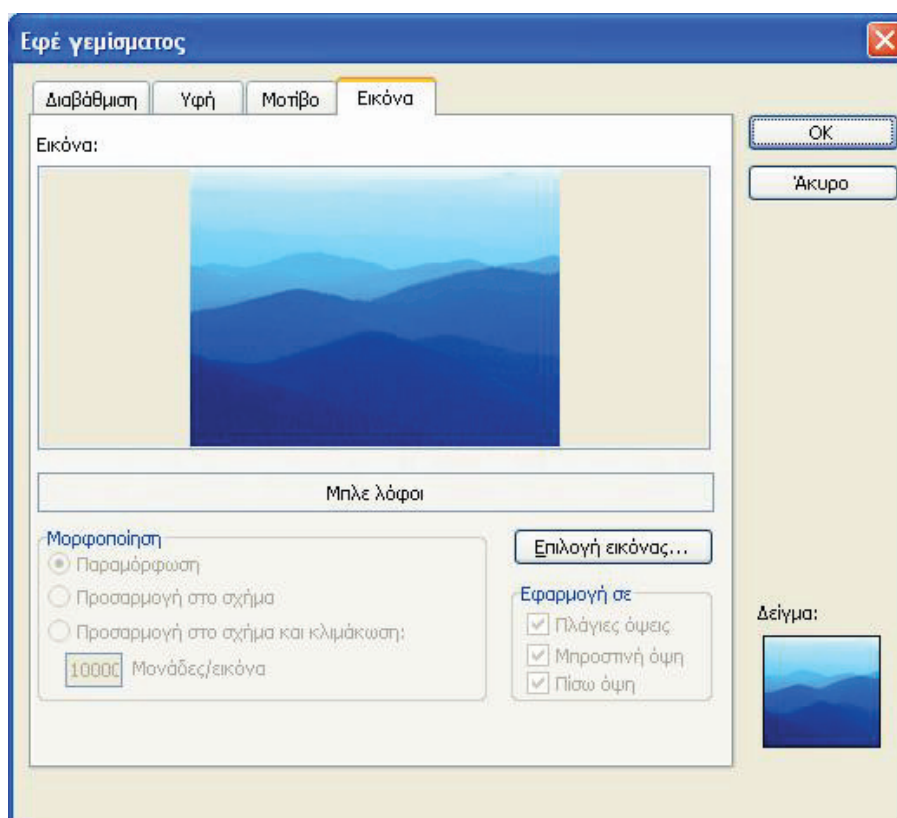 Εφέ γεμίσματος
Διαβάθμιση Υφή Μοτίβο Εικόνα
Εικόνα:
Μπλε λόφοι
Μορφοποίηση
Παραμόρφωση
Προσαρμογή στο σχήμα
Προσαρμογή στο σχήμα και κλιμάκωση:
Μονάδες/εικόνα
Επιλογή εικόνας...
Εφαρμογή σε
Πλάγιες όψεις
Μπροστινή όψη
Πίσω όψη
OK
Άκυρο
Δείγμα: